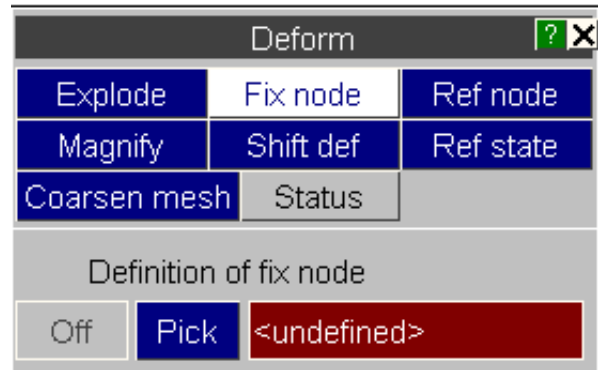 Deform ? X
Explode Fix node Ref node
Magnify Shift def Ref state
Coarsen mesh Status
Definition of fix node
Off Pick <undefined>